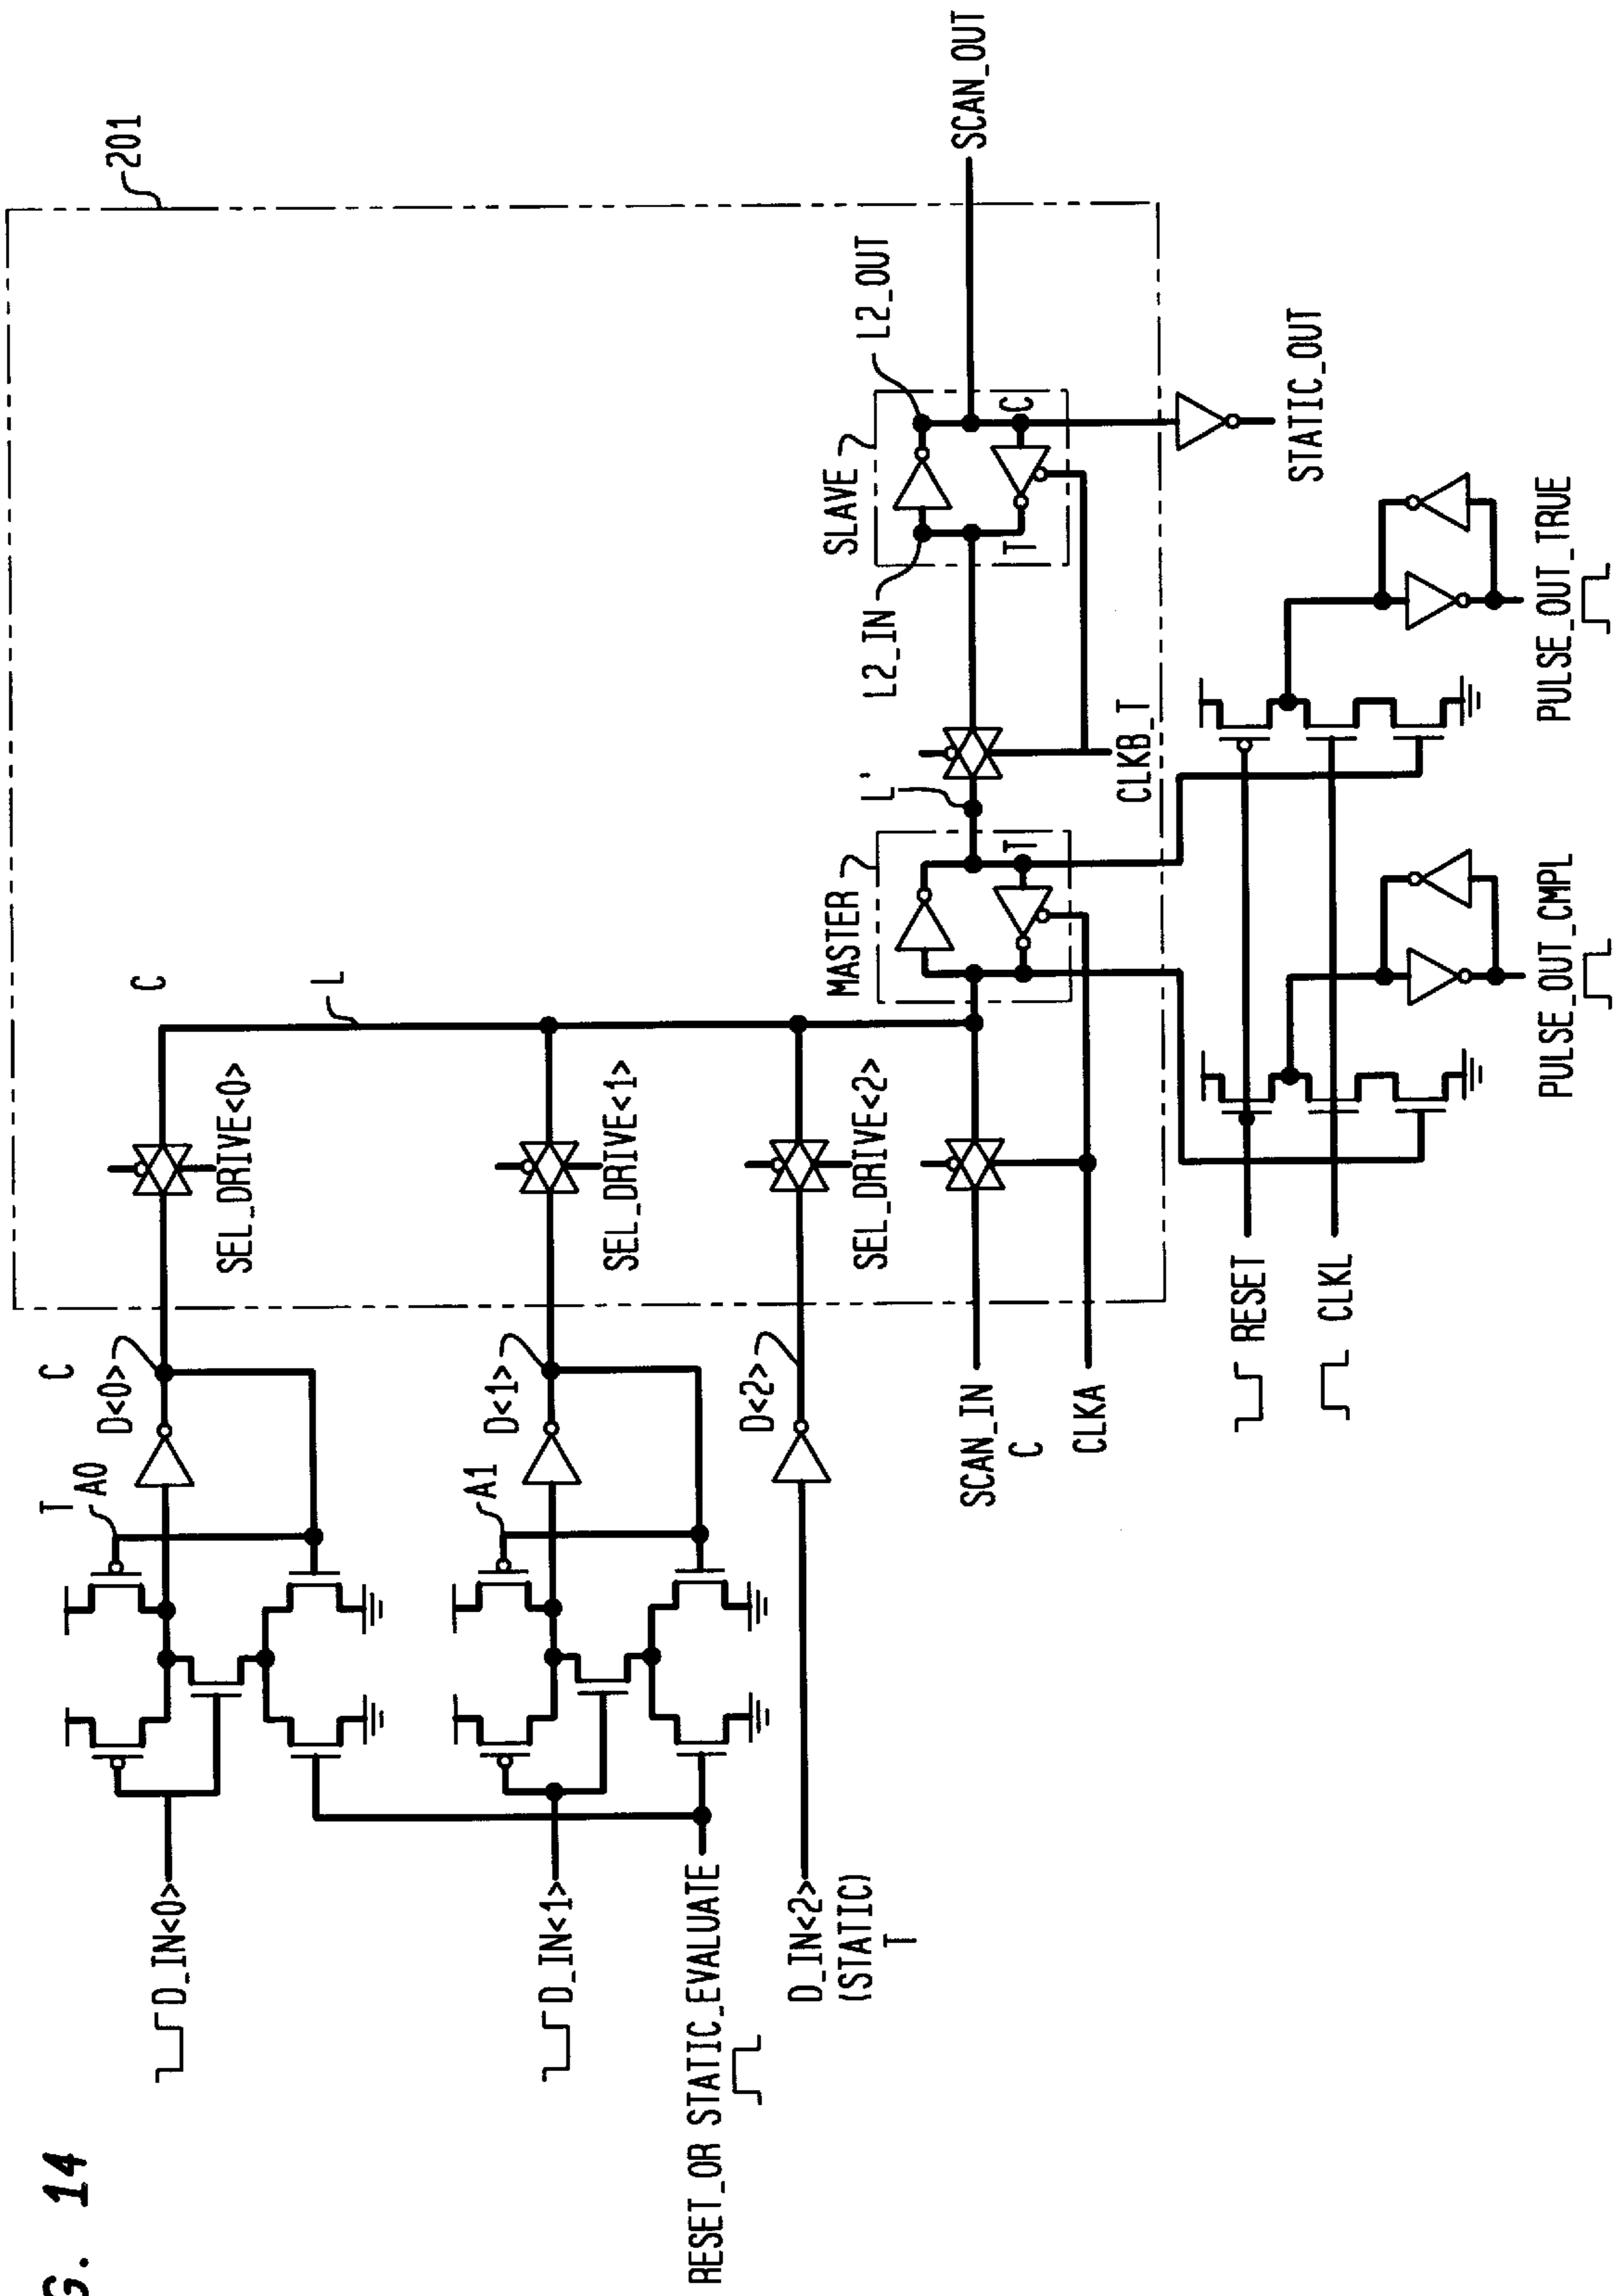 G. 14
201
T
C
C
A0
D<0>
L
D_IN<0>
SEL_DRIVE<0>
A1
D<1>
D_IN<1>
SEL_DRIVE<1>
RESET_OR STATIC_EVALUATE
D<2>
D_IN<2>
(STATIC)
T
SEL_DRIVE<2>
MASTER
L'
L2_IN
SLAVE
L2_OUT
SCAN_OUT
SCAN_IN
C
T
T
C
CLKA
CLKB_T
RESET
CLKL
STATIC_OUT
PULSE_OUT_CMPL
PULSE_OUT_TRUE